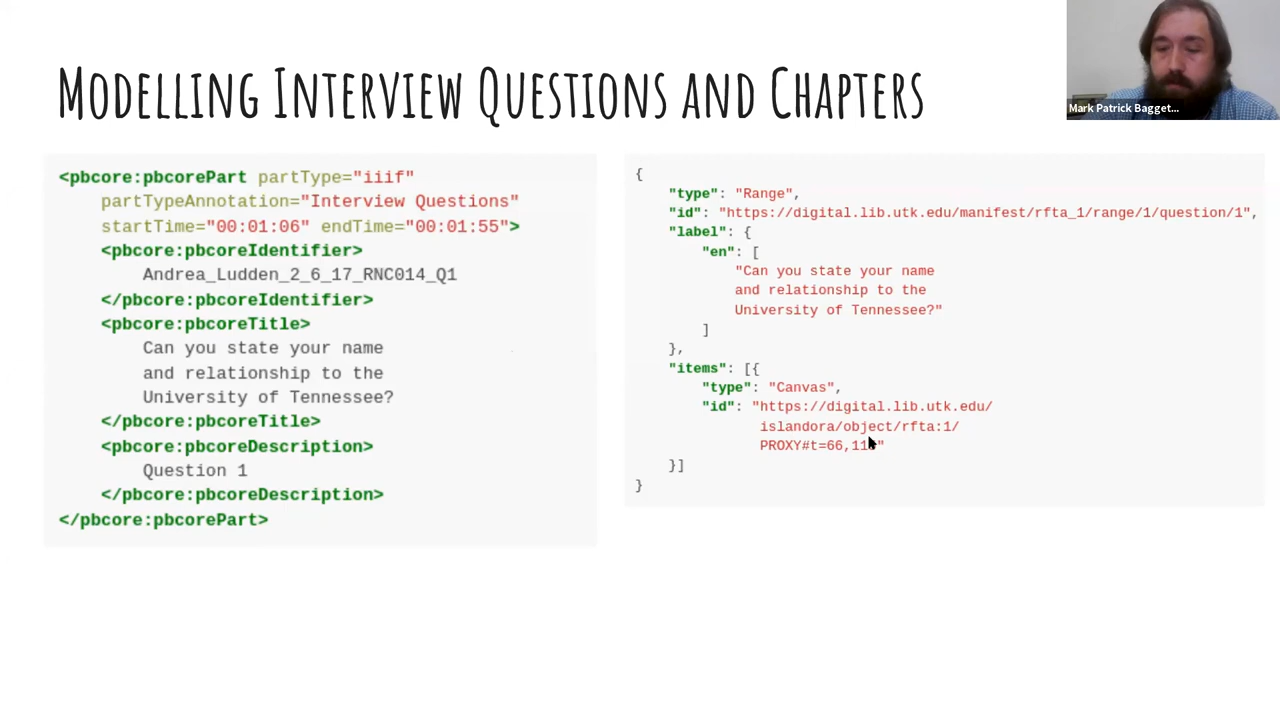 Modelling Interview Questions and Chapters
Mark Patrick Bagget...
<pbcore:pbcorePart partType="iiif"
partTypeAnnotation="Interview Questions"
startTime="00:01:06" endTime="00:01:55">
<pbcore:pbcoreIdentifier>
Andrea_Ludden_2_6_17_RNC014_Q1
</pbcore:pbcoreIdentifier>
<pbcore:pbcoreTitle>
Can you state your name
and relationship to the
University of Tennessee?
</pbcore:pbcoreTitle>
<pbcore:pbcoreDescription>
Question 1
</pbcore:pbcoreDescription>
</pbcore:pbcorePart>
{
"type": "Range",
"id": "https://digital.lib.utk.edu/manifest/rfta_1/range/1/question/1",
"label": {
"en": [
"Can you state your name
and relationship to the
University of Tennessee?"
]
},
"items": [{
"type": "Canvas",
"id": "https://digital.lib.utk.edu/
islandora/object/rfta:1/
}]
}